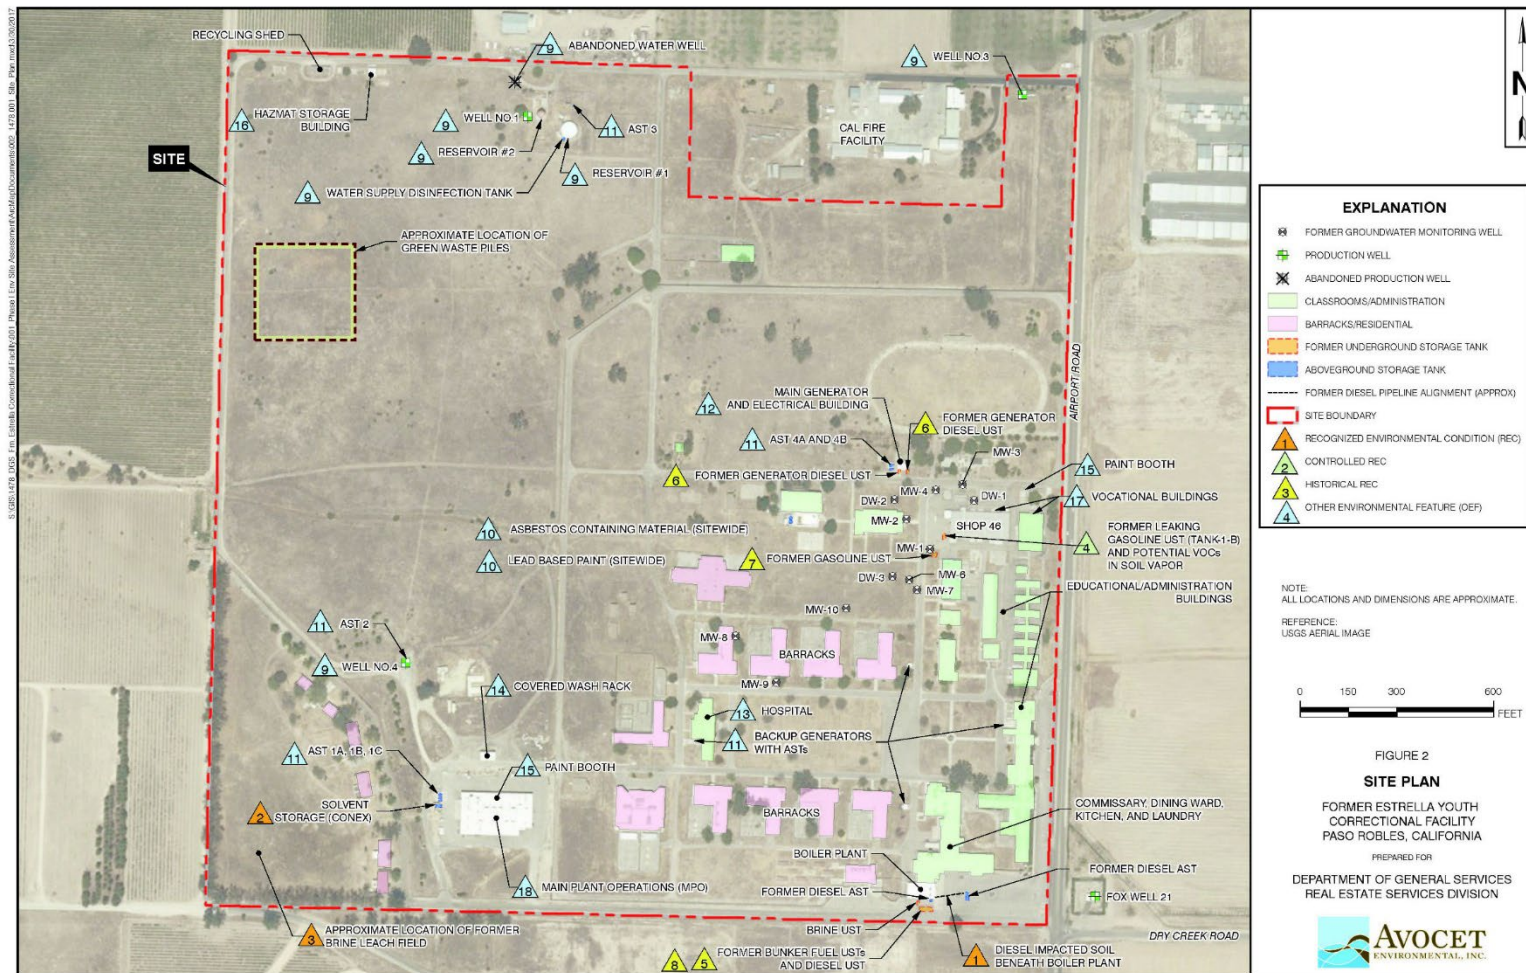 RECYCLING SHED
9
ABANDONED WATER WELL
9
WELL NO.3
N
HAZMAT STORAGE
BUILDING
16
9
WELL NO.1
11
AST 3
CAL FIRE
FACILITY
SITE
9
RESERVOIR #2
9
RESERVOIR #1
9
WATER SUPPLY DISINFECTION TANK
APPROXIMATE LOCATION OF
GREEN WASTE PILES
AIRPORT ROAD
12
MAIN GENERATOR
AND ELECTRICAL BUILDING
11
AST 4A AND 4B
6
FORMER GENERATOR
DIESEL UST
6
FORMER GENERATOR DIESEL UST
MW-3
MW-4
DW-1
DW-2
MW-2
15
PAINT BOOTH
17
VOCATIONAL BUILDINGS
SHOP 46
10
ASBESTOS CONTAINING MATERIAL (SITEWIDE)
10
LEAD BASED PAINT (SITEWIDE)
7
FORMER GASOLINE UST
MW-1
4
FORMER LEAKING
GASOLINE UST (TANK-1-B)
AND POTENTIAL VOCs
IN SOIL VAPOR
DW-3
MW-6
MW-7
EDUCATIONAL/ADMINISTRATION
BUILDINGS
MW-10
11
AST 2
MW-8
BARRACKS
9
WELL NO.4
14
COVERED WASH RACK
MW-9
13
HOSPITAL
11
BACKUP GENERATORS
WITH ASTs
11
AST 1A, 1B, 1C
15
PAINT BOOTH
2
SOLVENT
STORAGE (CONEX)
BARRACKS
COMMISSARY, DINING WARD,
KITCHEN, AND LAUNDRY
BOILER PLANT
18
MAIN PLANT OPERATIONS (MPO)
FORMER DIESEL AST
FORMER DIESEL AST
FOX WELL 21
BRINE UST
3
APPROXIMATE LOCATION OF FORMER
BRINE LEACH FIELD
8
5
FORMER BUNKER FUEL USTs
AND DIESEL UST
1
DIESEL IMPACTED SOIL
BENEATH BOILER PLANT
DRY CREEK ROAD
EXPLANATION
FORMER GROUNDWATER MONITORING WELL
PRODUCTION WELL
ABANDONED PRODUCTION WELL
CLASSROOMS/ADMINISTRATION
BARRACKS/RESIDENTIAL
FORMER UNDERGROUND STORAGE TANK
ABOVEGROUND STORAGE TANK
FORMER DIESEL PIPELINE ALIGNMENT (APPROX)
SITE BOUNDARY
1 RECOGNIZED ENVIRONMENTAL CONDITION (REC)
2 CONTROLLED REC
3 HISTORICAL REC
4 OTHER ENVIRONMENTAL FEATURE (OEF)
NOTE:
ALL LOCATIONS AND DIMENSIONS ARE APPROXIMATE.
REFERENCE:
USGS AERIAL IMAGE
0 150 300 600
FEET
FIGURE 2
SITE PLAN
FORMER ESTRELLA YOUTH
CORRECTIONAL FACILITY
PASO ROBLES, CALIFORNIA
PREPARED FOR
DEPARTMENT OF GENERAL SERVICES
REAL ESTATE SERVICES DIVISION
AVOCET
ENVIRONMENTAL, INC.